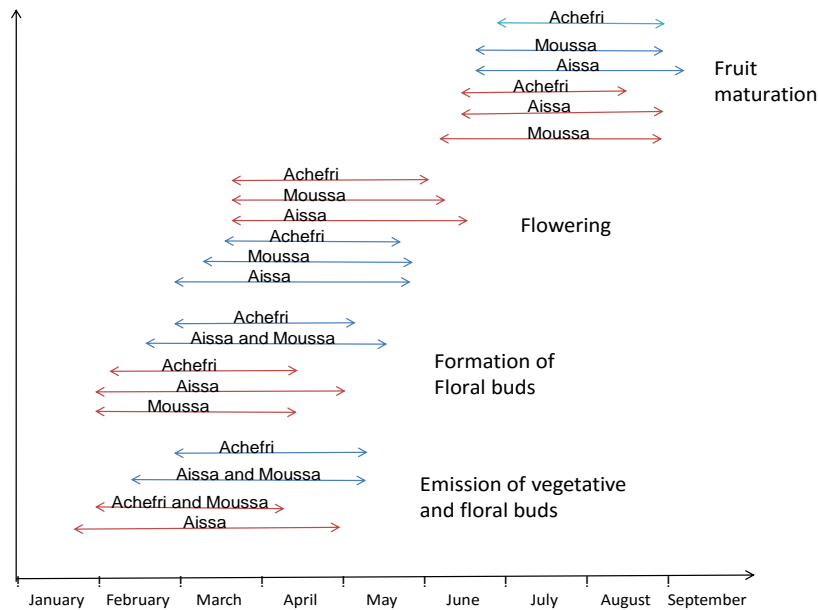 Achefri
Moussa
Aissa
Fruit
maturation
Achefri
Aissa
Moussa
Achefri
Moussa
Aissa
Flowering
Achefri
Moussa
Aissa
Achefri
Aissa and Moussa
Achefri
Formation of
Floral buds
Aissa
Moussa
Achefri
Aissa and Moussa
Emission of vegetative
and floral buds
Achefri and Moussa
Aissa
January February March April May June July August September